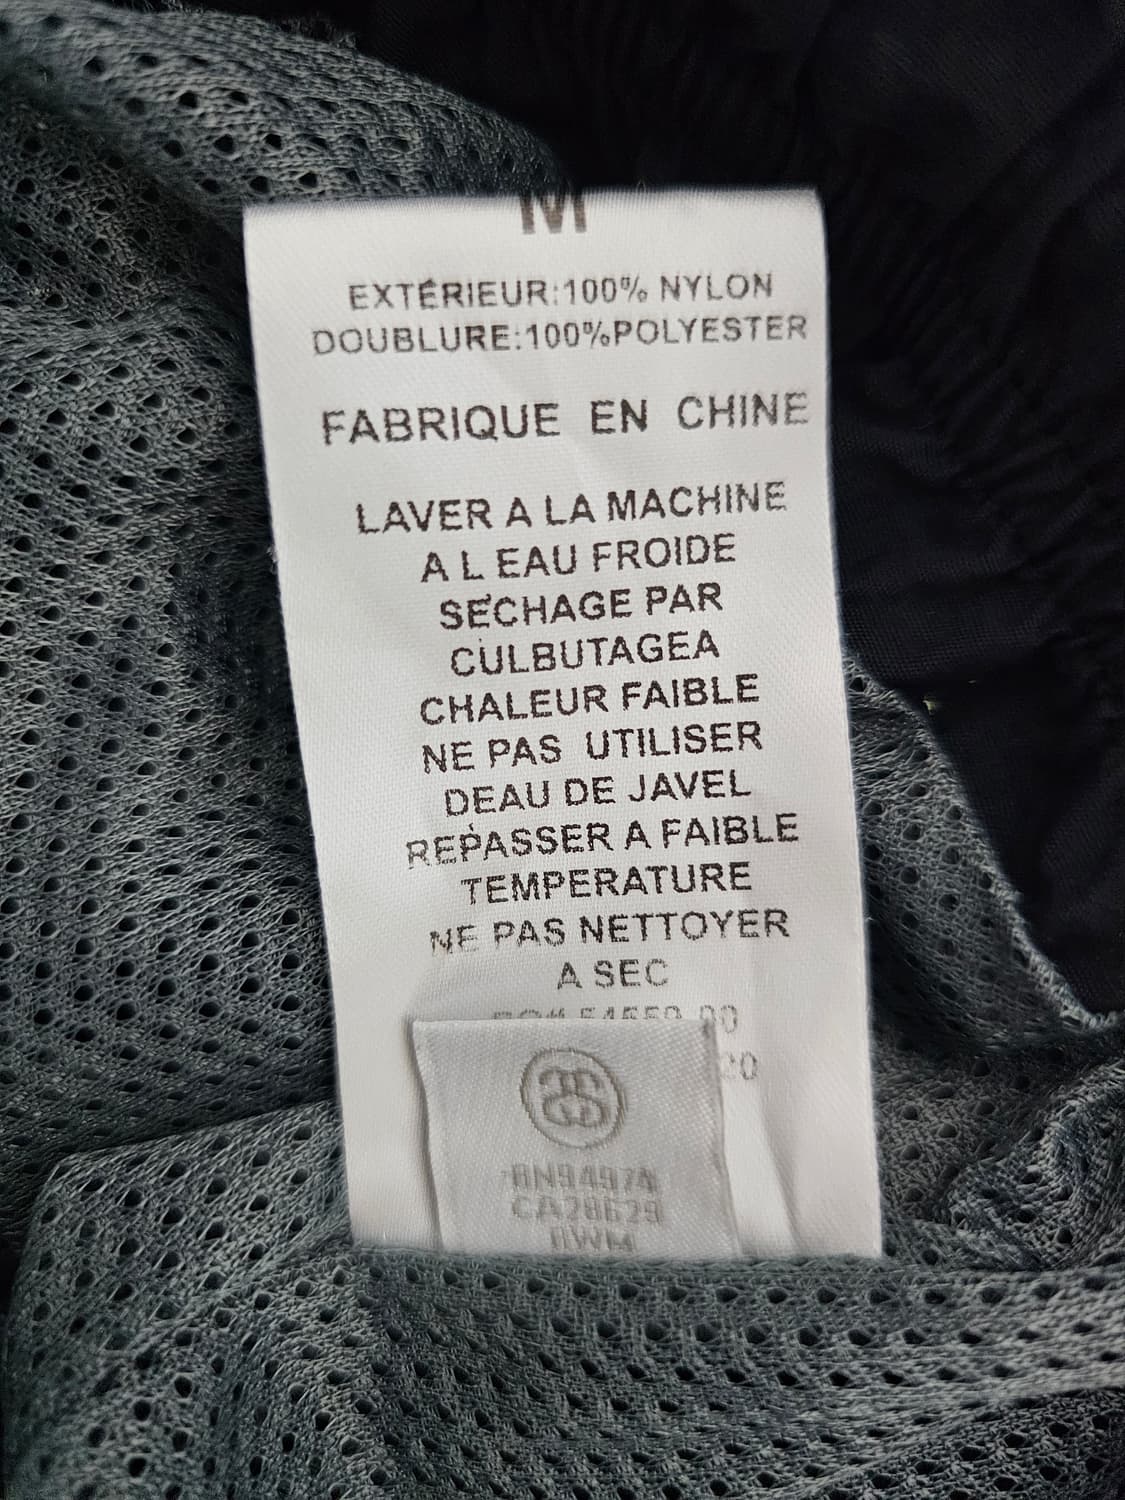 M
EXTÉRIEUR:100% NYLON
DOUBLURE:100%POLYESTER
FABRIQUE EN CHINE
LAVER A LA MACHINE
A L EAU FROIDE
SECHAGE PAR
CULBUTAGEA
CHALEUR FAIBLE
NE PAS UTILISER
DEAU DE JAVEL
REPASSER A FAIBLE
TEMPERATURE
NE PAS NETTOYER
A SEC
20
CA28629